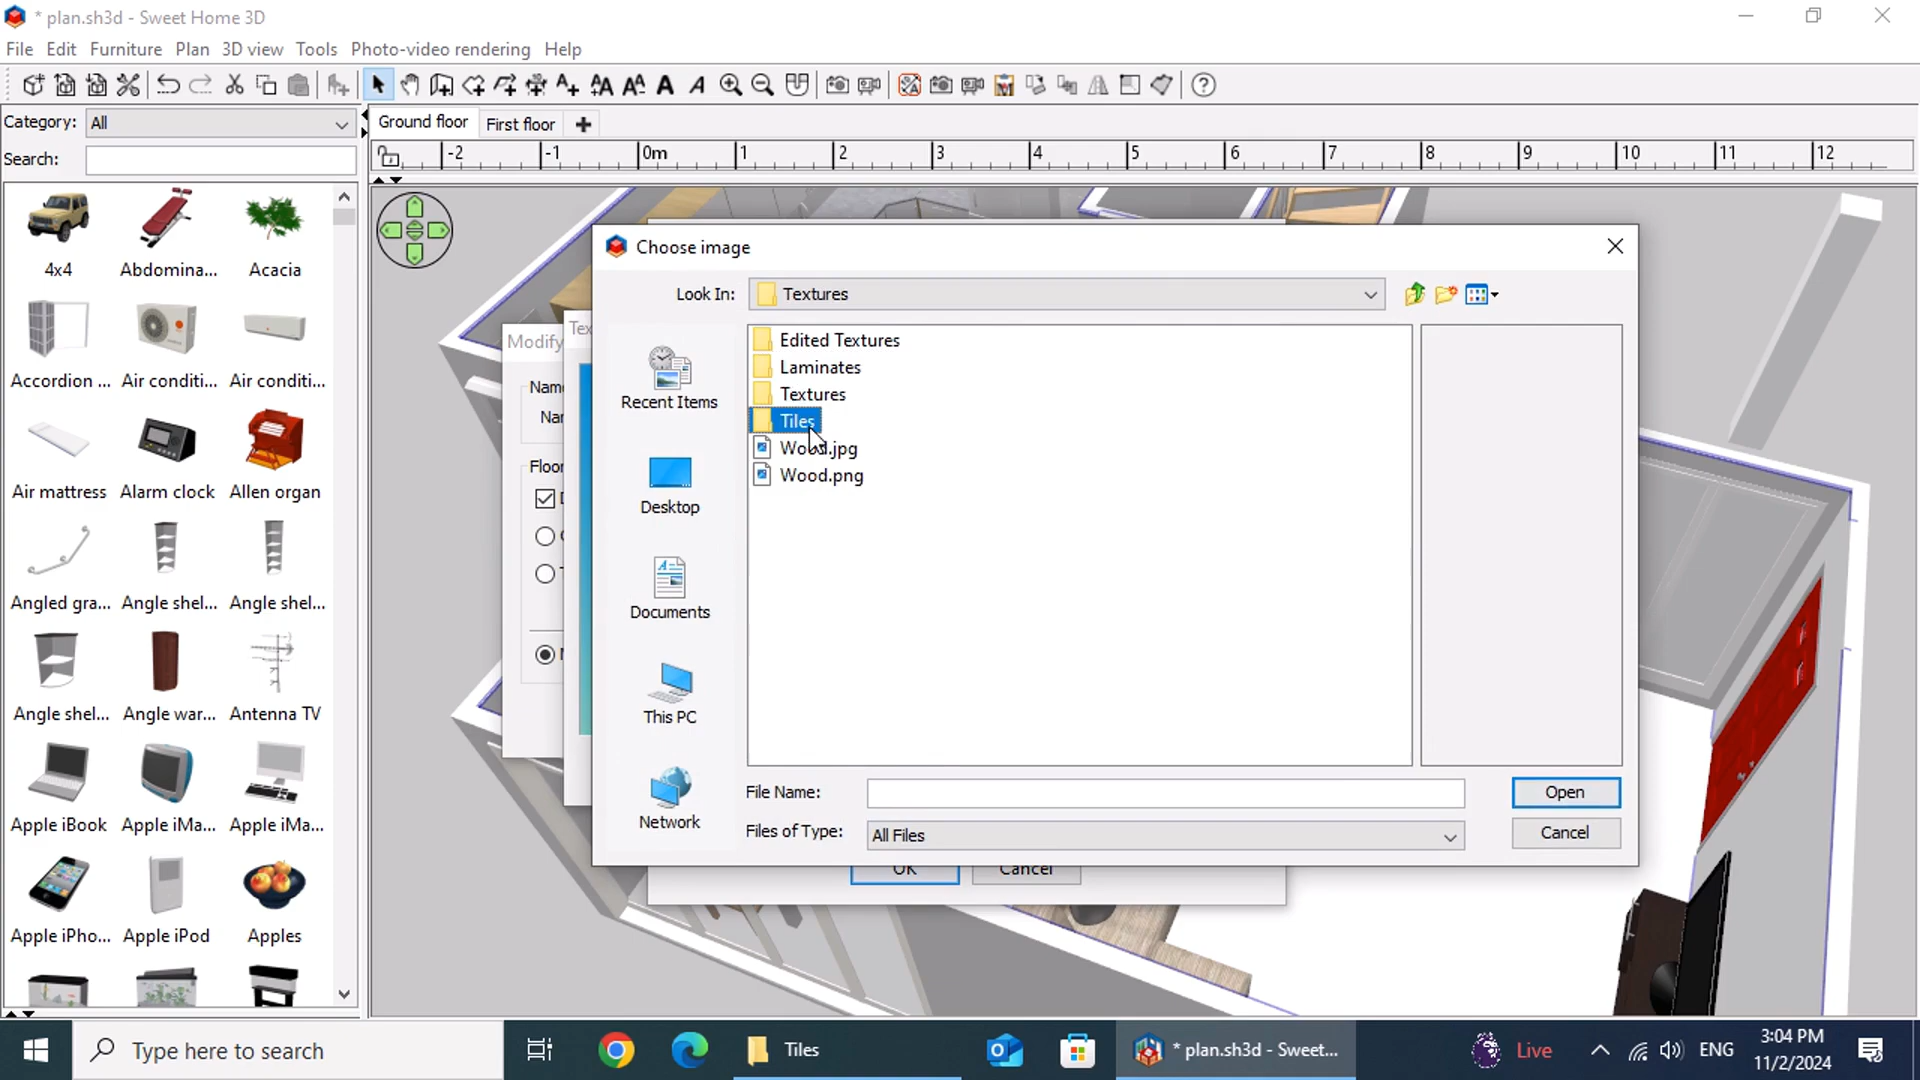 * plan.sh3d - Sweet Home 3D
File Edit Furniture Plan 3D view Tools Photo-video rendering Help
Category: All
Search:
Ground floor First floor
-2 -1 0m 1 2 3 4 5 6 7 8 9 10 11 12
4x4 Abdomina... Acacia
Accordion ... Air conditi... Air conditi...
Air mattress Alarm clock Allen organ
Angled gra... Angle shel... Angle shel...
Angle shel... Angle war... Antenna TV
Apple iBook Apple iMa... Apple iMa...
Apple iPho... Apple iPod Apples
Modify
Tex
Name
Nar
Floor
Choose image
Look In: Textures
Recent Items
Desktop
Documents
This PC
Network
Edited Textures
Laminates
Textures
Tiles
Wood.jpg
Wood.png
File Name:
Open
Files of Type: All Files
Cancel
OK Cancel
Type here to search
Tiles
* plan.sh3d - Sweet...
Live
ENG
3:04 PM
11/2/2024